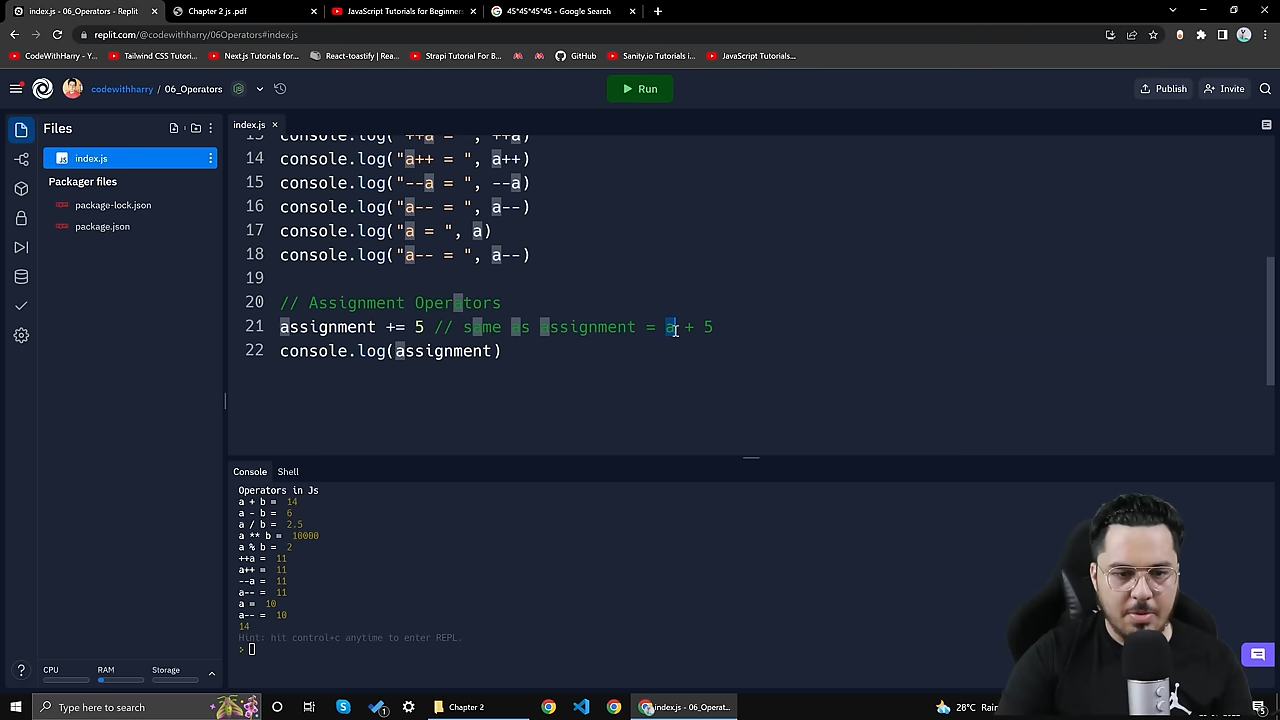 index.js - 06_Operators - Replit
Chapter 2 js .pdf
JavaScript Tutorials for Beginner
45*45*45*45 - Google Search
replit.com/@codewithharry/06Operators#index.js
CodeWithHarry - Y...
Tailwind CSS Tutori...
Next.js Tutorials for...
React-toastify | Rea...
Strapi Tutorial For B...
GitHub
Sanity.io Tutorials i...
JavaScript Tutorials...
codewithharry / 06_Operators
Run
Publish
Invite
Files
index.js
Packager files
package-lock.json
package.json
index.js
13 console.log("++a = ", ++a)
14 console.log("a++ = ", a++)
15 console.log("--a = ", --a)
16 console.log("a-- = ", a--)
17 console.log("a = ", a)
18 console.log("a-- = ", a--)
19
20 // Assignment Operators
21 assignment += 5 // same as assignment = a + 5
22 console.log(assignment)
Console
Shell
Operators in Js
a + b = 14
a - b = 6
a / b = 2.5
a ** b = 10000
a % b = 2
++a = 11
a++ = 11
--a = 11
a-- = 11
a = 10
a-- = 10
14
Hint: hit control+c anytime to enter REPL.
>
CPU
RAM
Storage
Type here to search
Chapter 2
index.js - 06_Operat...
28°C